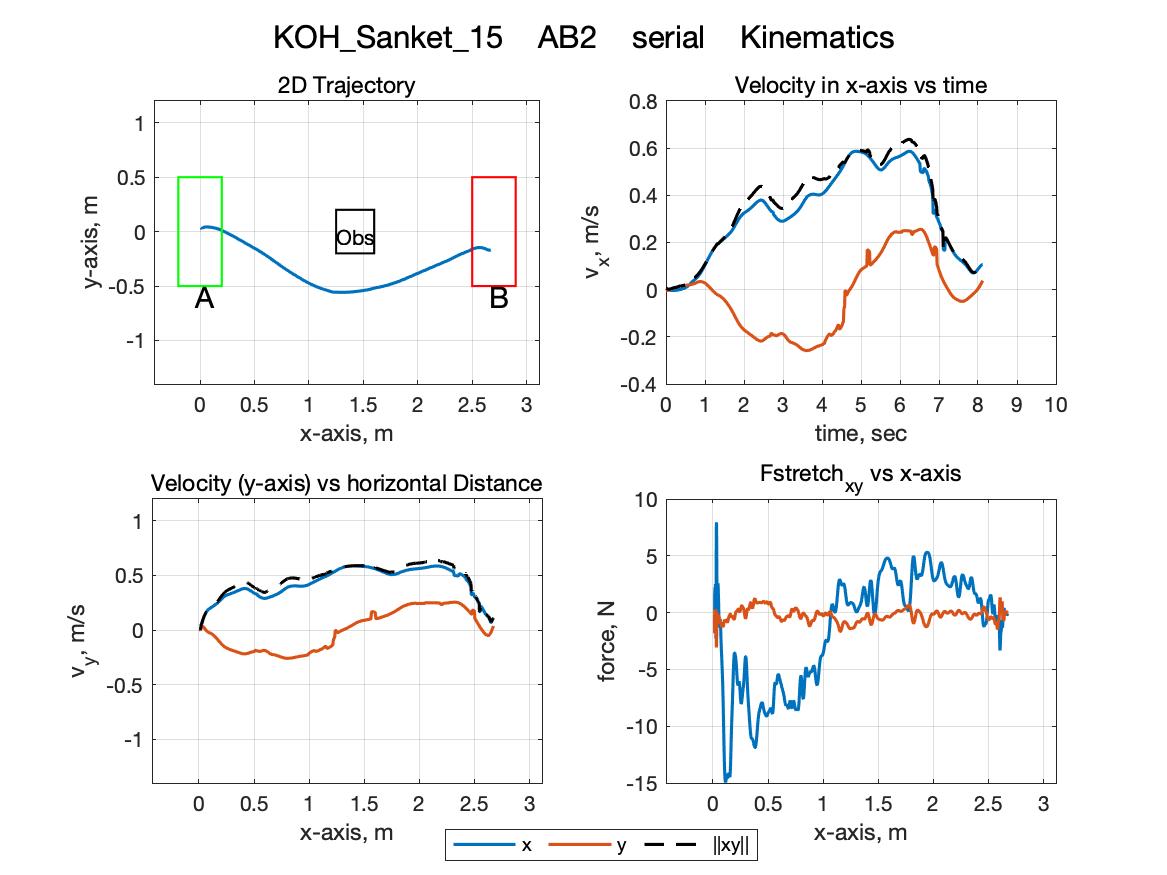 KOH_Sanket_15 AB2 serial Kinematics
2D Trajectory
1
0.5
0
-0.5
-1
y-axis, m
Obs
A
B
0 0.5 1 1.5 2 2.5 3
x-axis, m
Velocity in x-axis vs time
0.8
0.6
0.4
0.2
0
-0.2
-0.4
vx, m/s
0 1 2 3 4 5 6 7 8 9 10
time, sec
Velocity (y-axis) vs horizontal Distance
1
0.5
0
-0.5
-1
vy, m/s
0 0.5 1 1.5 2 2.5 3
x-axis, m
Fstretchxy vs x-axis
10
5
0
-5
-10
-15
force, N
0 0.5 1 1.5 2 2.5 3
x-axis, m
x y ||xy||